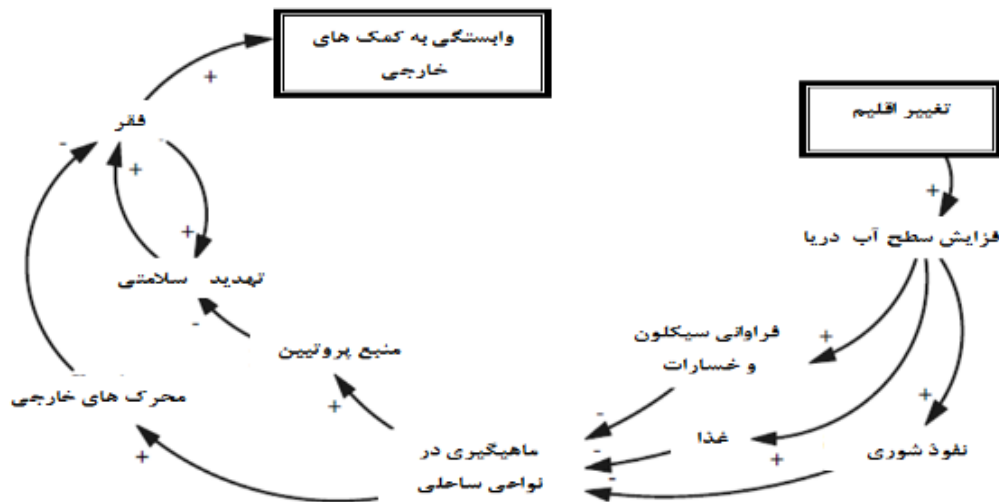 وابستگی به کمک های
خارجی
تغییر اقلیم
فقر
فزایش سطح آب دریا
تهدید سلامتی
فراوانی سیکلون
و خسارات
منبع پروتیین
محرک های خارجی
غذا
ماهیگیری در
نواحی ساحلی
نفوذ شوری
+
-
+
+
+
-
+
+
+
-
-
+
-
+
+